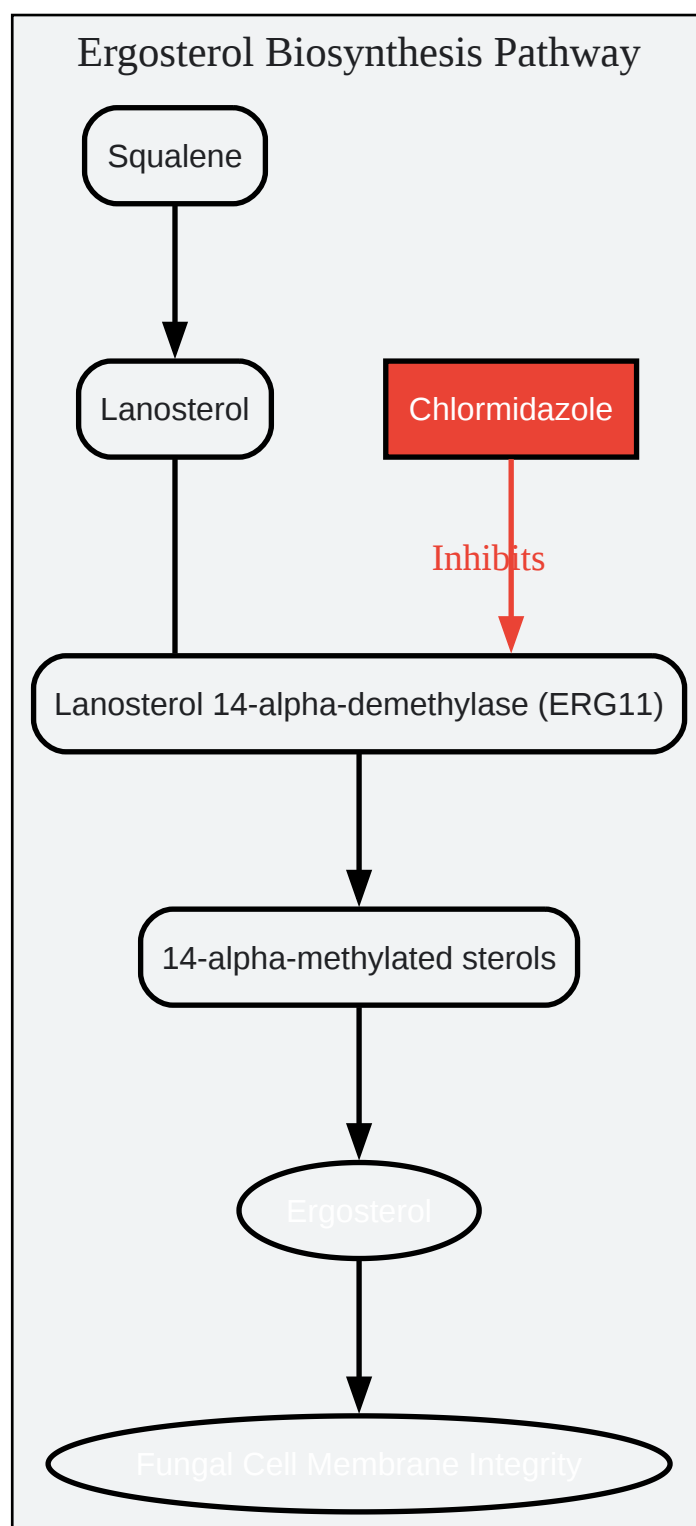 Ergosterol Biosynthesis Pathway
Squalene
Lanosterol
Chlormidazole
Inhibits
Lanosterol 14-alpha-demethylase (ERG11)
14-alpha-methylated sterols
Ergosterol
Fungal Cell Membrane Integrity